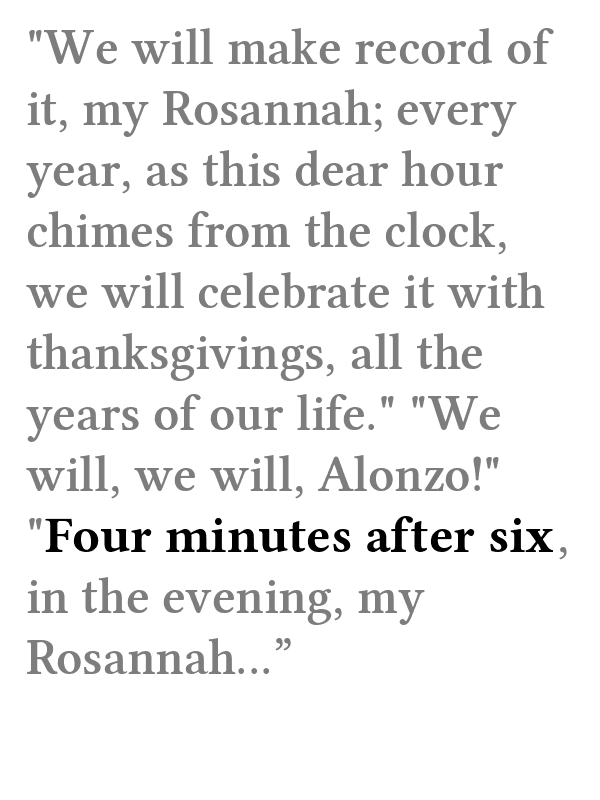 "We will make record of
it, my Rosannah; every
year, as this dear hour
chimes from the clock,
we will celebrate it with
thanksgivings, all the
years of our life." "We
will, we will, Alonzo!"
"Four minutes after six,
in the evening, my
Rosannah...”